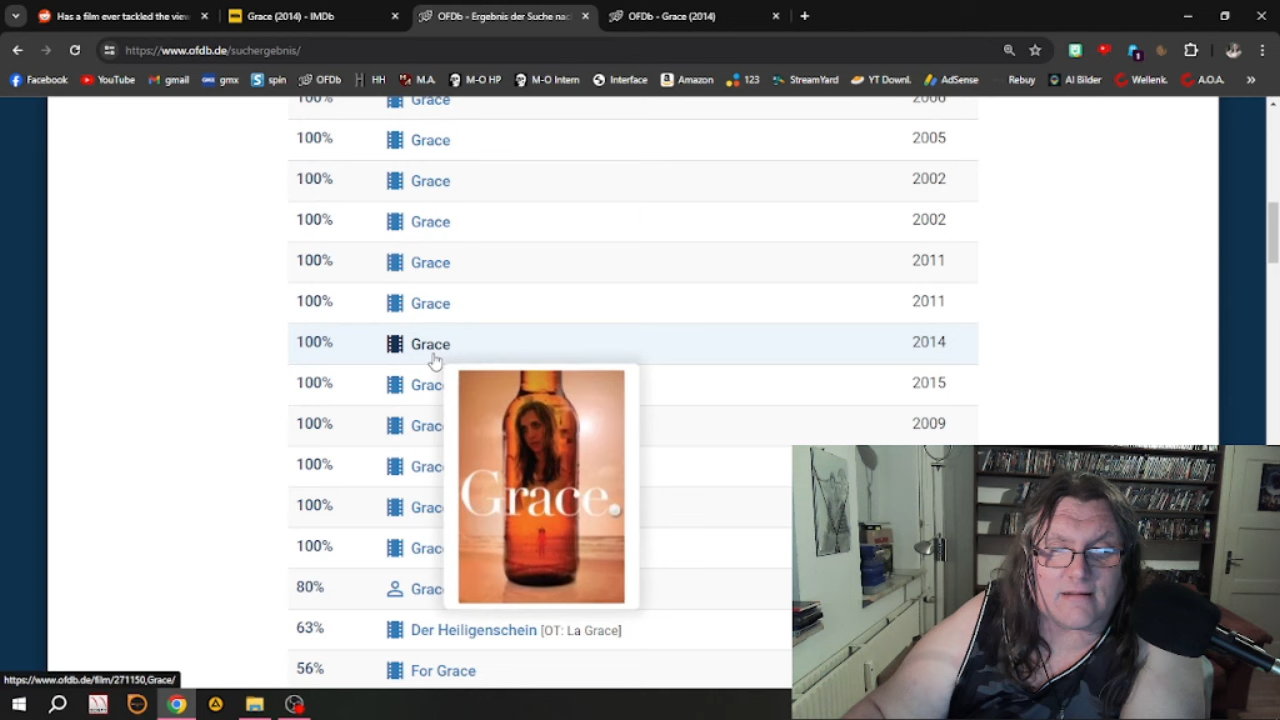 Has a film ever tackled the view
Grace (2014) - IMDb
OFDb - Ergebnis der Suche nac
OFDb - Grace (2014)
https://www.ofdb.de/suchergebnis/
Facebook
YouTube
gmail
gmx
spin
OFDb
HH
M.A.
M-O HP
M-O Intern
Interface
Amazon
123
StreamYard
YT Downl.
AdSense
Rebuy
AI Bilder
Wellenk.
A.O.A.
100% Grace 2006
100% Grace 2005
100% Grace 2002
100% Grace 2002
100% Grace 2011
100% Grace 2011
100% Grace 2014
100% Grac 2015
100% Grac 2009
100% Grac
100% Grac
100% Grac
80% Grac
Grace.
63% Der Heiligenschein [OT: La Grace]
56% For Grace
https://www.ofdb.de/film/271150,Grace/